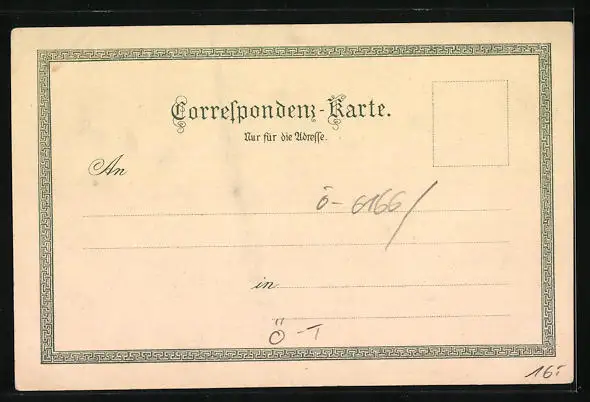 Correspondenz-Karte.
Nur für die Adresse.
An
Ö-6166/
in
Ö-T
16,-